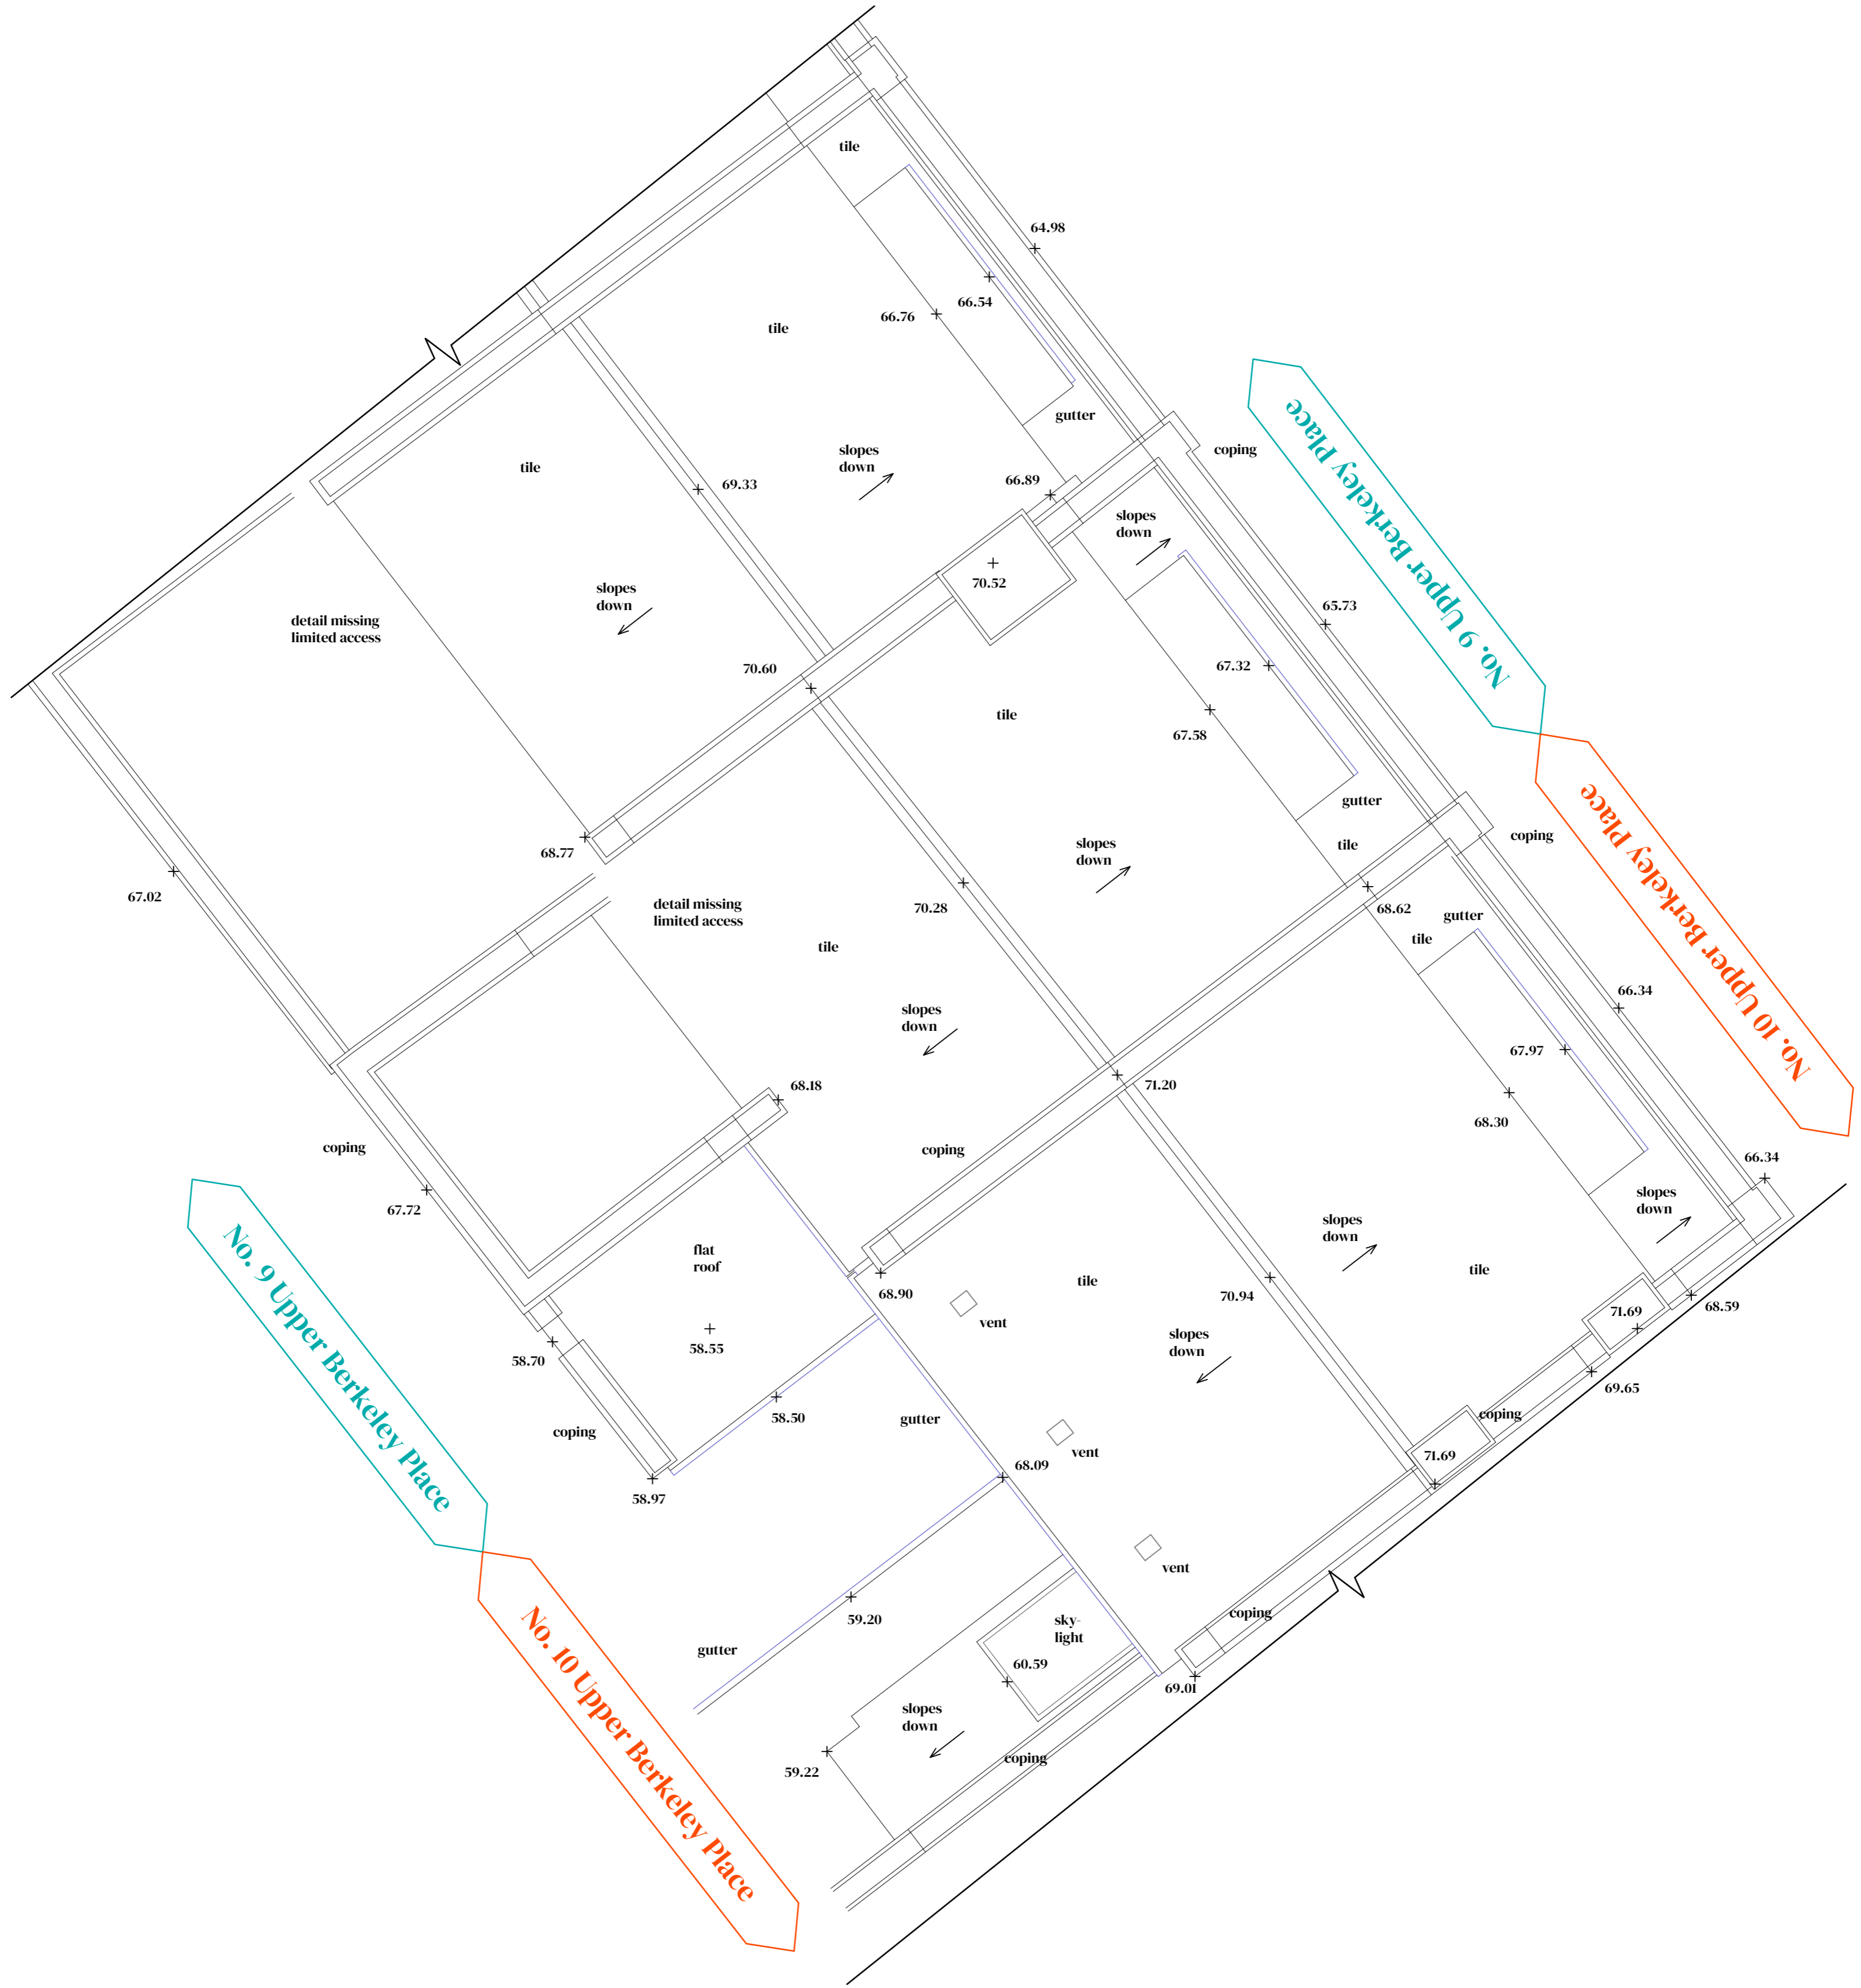 tile
64.98
66.54
66.76
tile
gutter
slopes
down
coping
tile
69.33
66.89
slopes
down
70.52
No. 9 Upper Berkeley Place
slopes
down
65.73
detail missing
limited access
67.32
70.60
tile
67.58
gutter
coping
tile
slopes
down
68.77
67.02
detail missing
limited access
70.28
68.62
gutter
tile
tile
No. 10 Upper Berkeley Place
66.34
slopes
down
67.97
68.18
71.20
68.30
coping
coping
66.34
67.72
slopes
down
slopes
down
flat
roof
tile
tile
68.90
70.94
vent
71.69
68.59
58.55
58.70
slopes
down
No. 9 Upper Berkeley Place
69.65
58.50
gutter
coping
coping
vent
71.69
68.09
58.97
vent
59.20
sky-
light
coping
gutter
60.59
69.01
slopes
down
coping
59.22
No. 10 Upper Berkeley Place